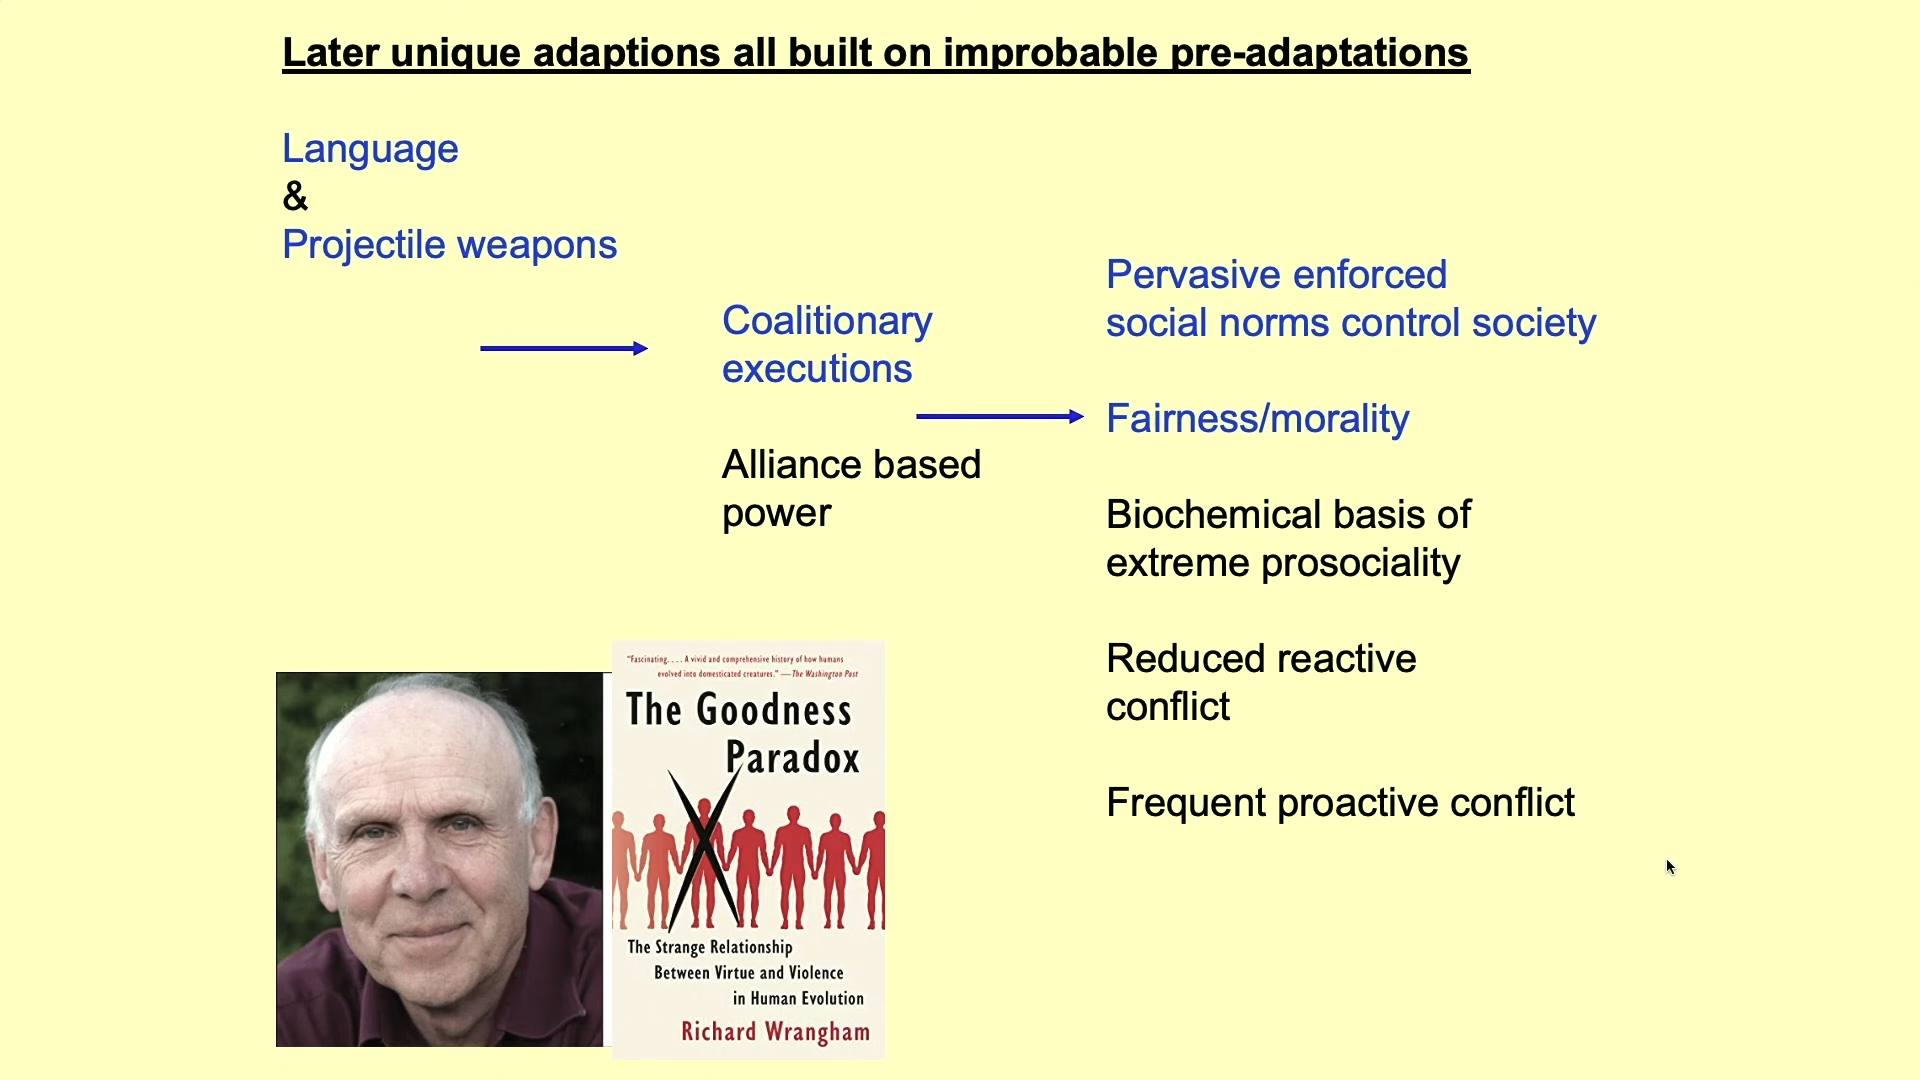 Later unique adaptions all built on improbable pre-adaptations
Language
&
Projectile weapons
Coalitionary
executions
Alliance based
power
Pervasive enforced
social norms control society
Fairness/morality
Biochemical basis of
extreme prosociality
Reduced reactive
conflict
Frequent proactive conflict
"Fascinating. . . . A vivid and comprehensive history of how humans
evolved into domesticated creatures." —The Washington Post
The Goodness
Paradox
The Strange Relationship
Between Virtue and Violence
in Human Evolution
Richard Wrangham